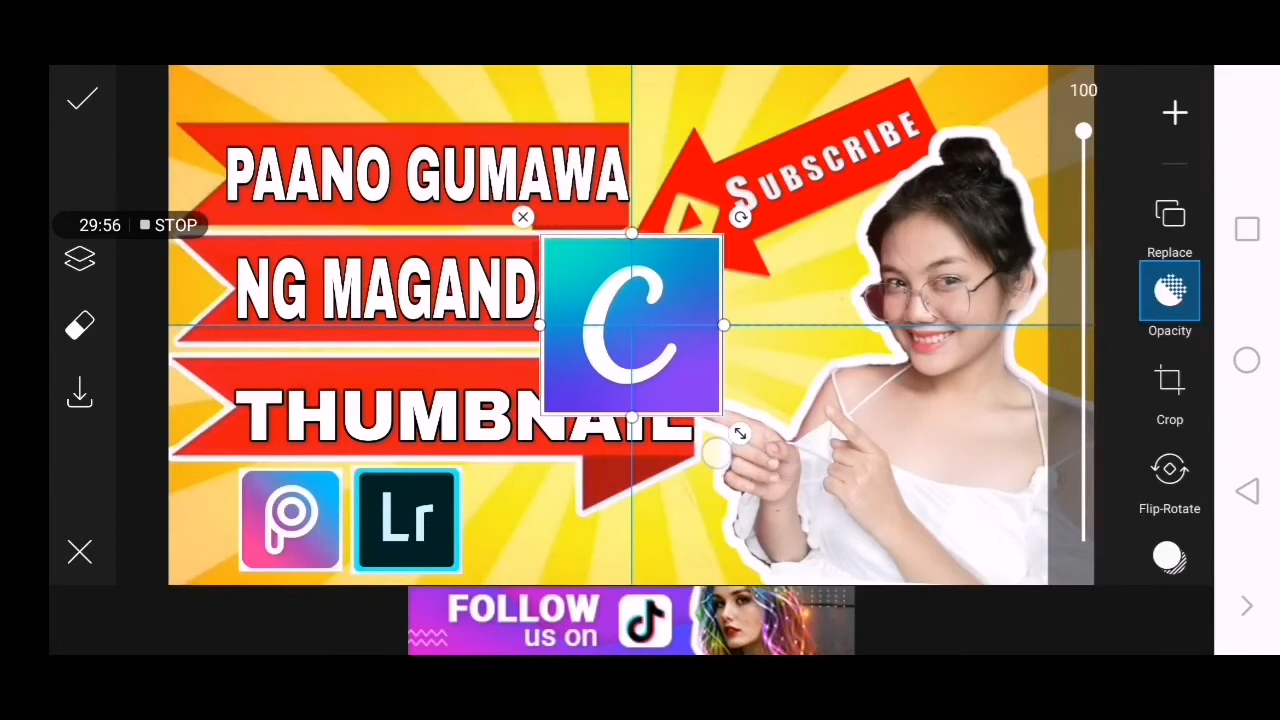 100
PAANO GUMAWA
SUBSCRIBE
29:56 STOP
NG MAGAND
C
THUMBNAIL
Lr
Replace
Opacity
Crop
Flip-Rotate
FOLLOW
us on